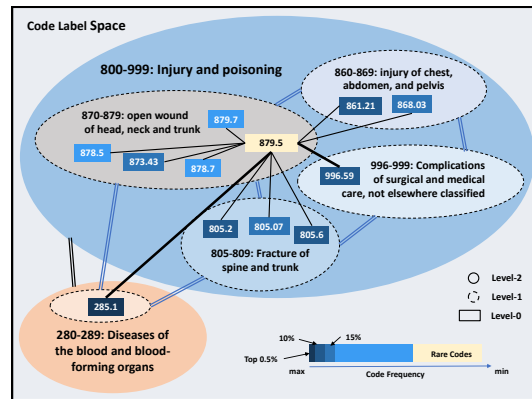 Code Label Space
800-999: Injury and poisoning
860-869: injury of chest,
abdomen, and pelvis
861.21
868.03
870-879: open wound
of head, neck and trunk
879.7
879.5
878.5
873.43
878.7
996.59
996-999: Complications
of surgical and medical
care, not elsewhere classified
805.2
805.07
805.6
805-809: Fracture of
spine and trunk
285.1
280-289: Diseases of
the blood and blood-
forming organs
Level-2
Level-1
Level-0
10%
15%
Top 0.5%
Rare Codes
max
Code Frequency
min